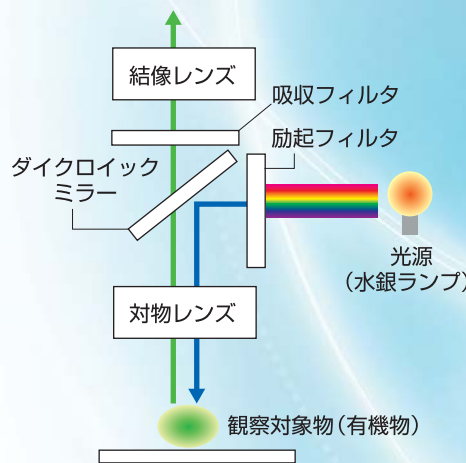 結像レンズ
吸収フィルタ
励起フィルタ
ダイクロイック
ミラー
光源
(水銀ランプ)
対物レンズ
観察対象物(有機物)